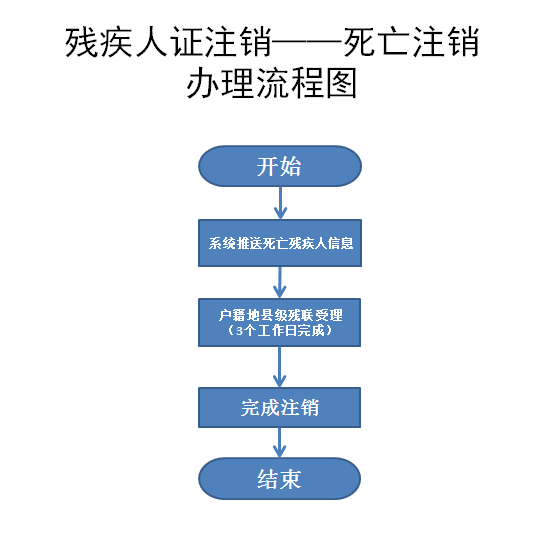 残疾人证注销——死亡注销
办理流程图
开始
系统推送死亡残疾人信息
户籍地县级残联受理
（3个工作日完成）
完成注销
结束